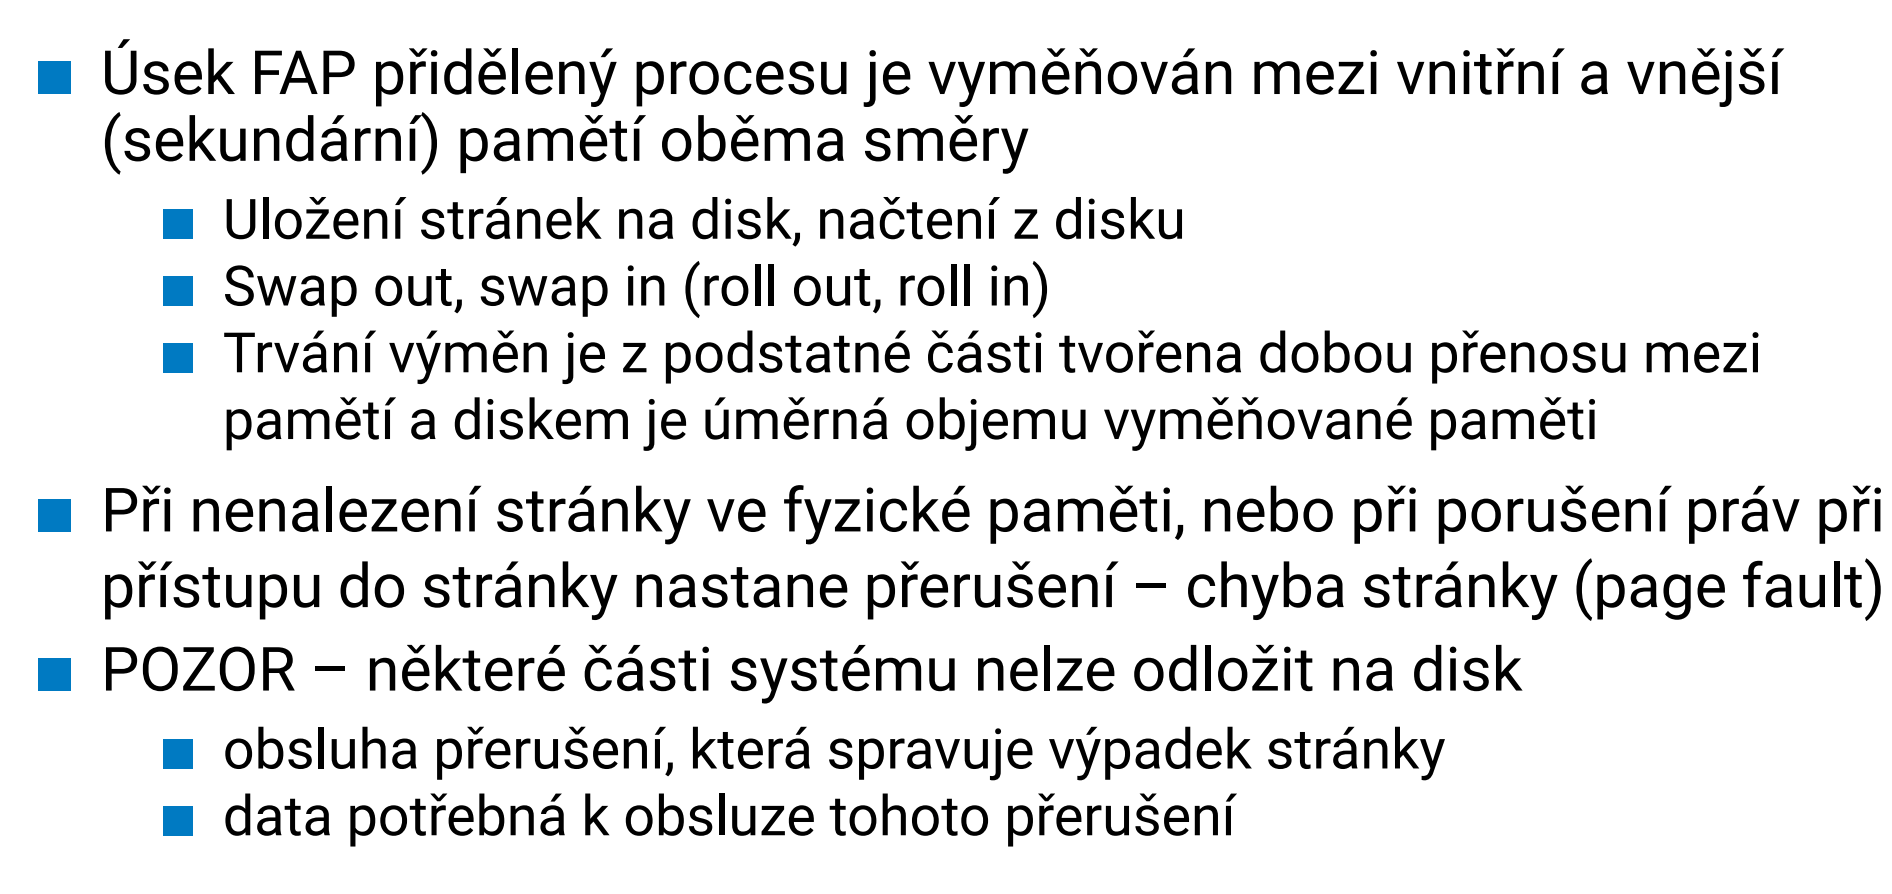 Úsek FAP přidělený procesu je vyměňován mezi vnitřní a vnější
(sekundární) pamětí oběma směry
Uložení stránek na disk, načtení z disku
Swap out, swap in (roll out, roll in)
Trvání výměn je z podstatné části tvořena dobou přenosu mezi
pamětí a diskem je úměrná objemu vyměňované paměti
Při nenalezení stránky ve fyzické paměti, nebo při porušení práv při
přístupu do stránky nastane přerušení – chyba stránky (page fault)
POZOR – některé části systému nelze odložit na disk
obsluha přerušení, která spravuje výpadek stránky
data potřebná k obsluze tohoto přerušení